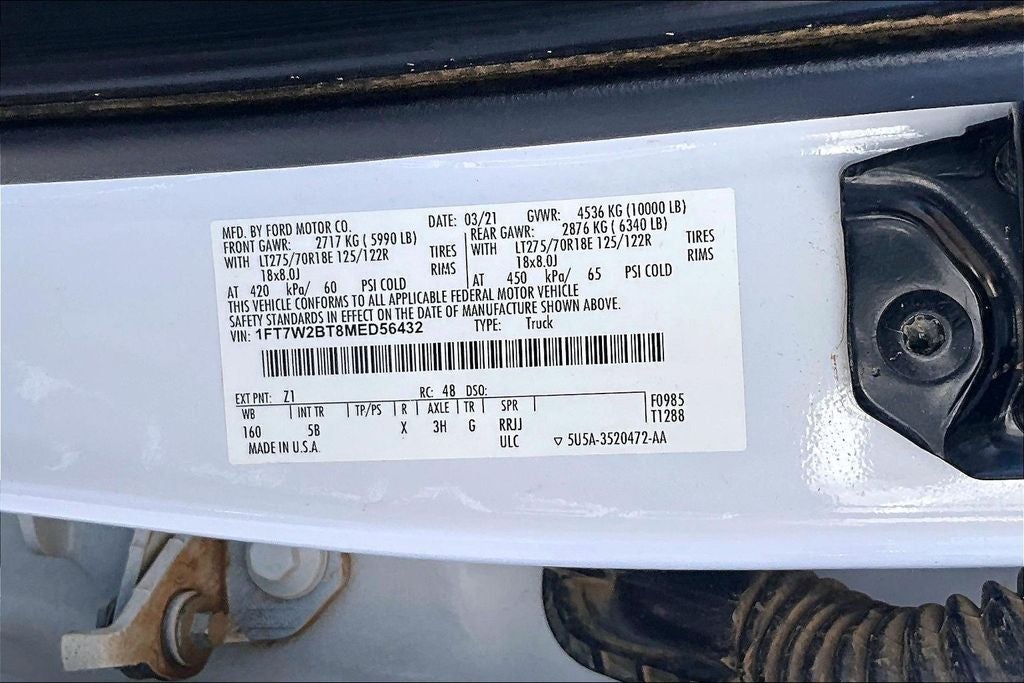 MFD. BY FORD MOTOR CO. DATE: 03/21 GVWR: 4536 KG (10000 LB)
FRONT GAWR: 2717 KG ( 5990 LB) REAR GAWR: 2876 KG ( 6340 LB)
WITH LT275/70R18E 125/122R TIRES WITH LT275/70R18E 125/122R TIRES
18x8.0J RIMS 18x8.0J RIMS
AT 420 kPa/ 60 PSI COLD AT 450 kPa/ 65 PSI COLD
THIS VEHICLE CONFORMS TO ALL APPLICABLE FEDERAL MOTOR VEHICLE
SAFETY STANDARDS IN EFFECT ON THE DATE OF MANUFACTURE SHOWN ABOVE.
VIN: 1FT7W2BT8MED56432 TYPE: Truck
EXT PNT: Z1 RC: 48 DSO:
WB INT TR TP/PS R AXLE TR SPR F0985
160 5B X 3H G RRJJ T1288
MADE IN U.S.A. ULC ▽ 5U5A-3520472-AA